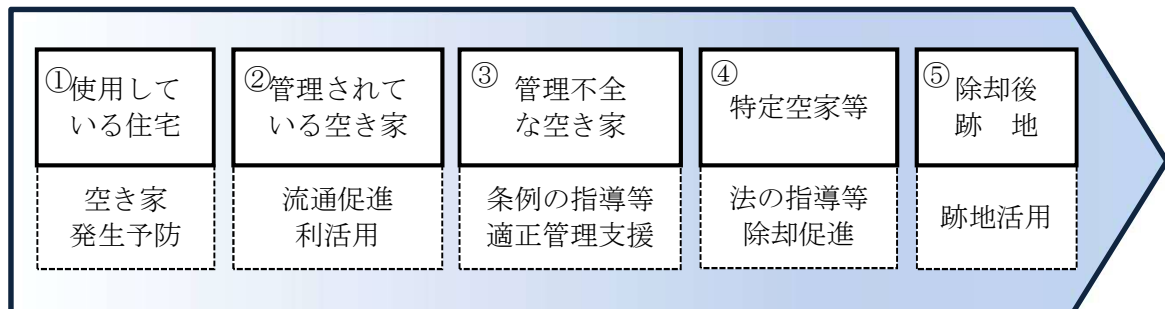 ①使用して
いる住宅
②管理されて
いる空き家
③ 管理不全
な空き家
④
特定空家等
⑤ 除却後
跡　地
空き家
発生予防
流通促進
利活用
条例の指導等
適正管理支援
法の指導等
除却促進
跡地活用